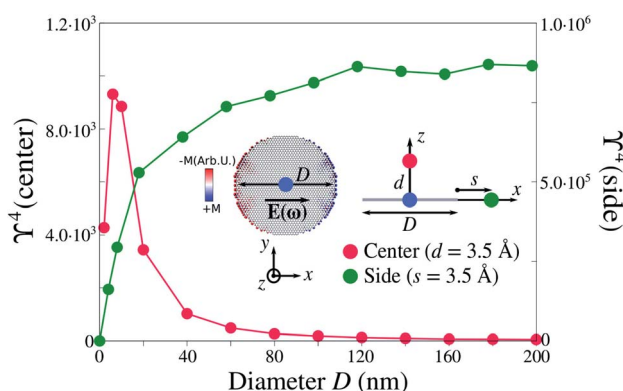 1.2·10³
8.0·10³
4.0·10³
0
ϒ⁴(center)
1.0·10⁶
5.0·10⁵
0
ϒ⁴(side)
-M(Arb.U.)
+M
D
E(ω)
y
z
x
z
d
s
x
D
Center (d = 3.5 Å)
Side (s = 3.5 Å)
0
40
80
120
160
200
Diameter D (nm)